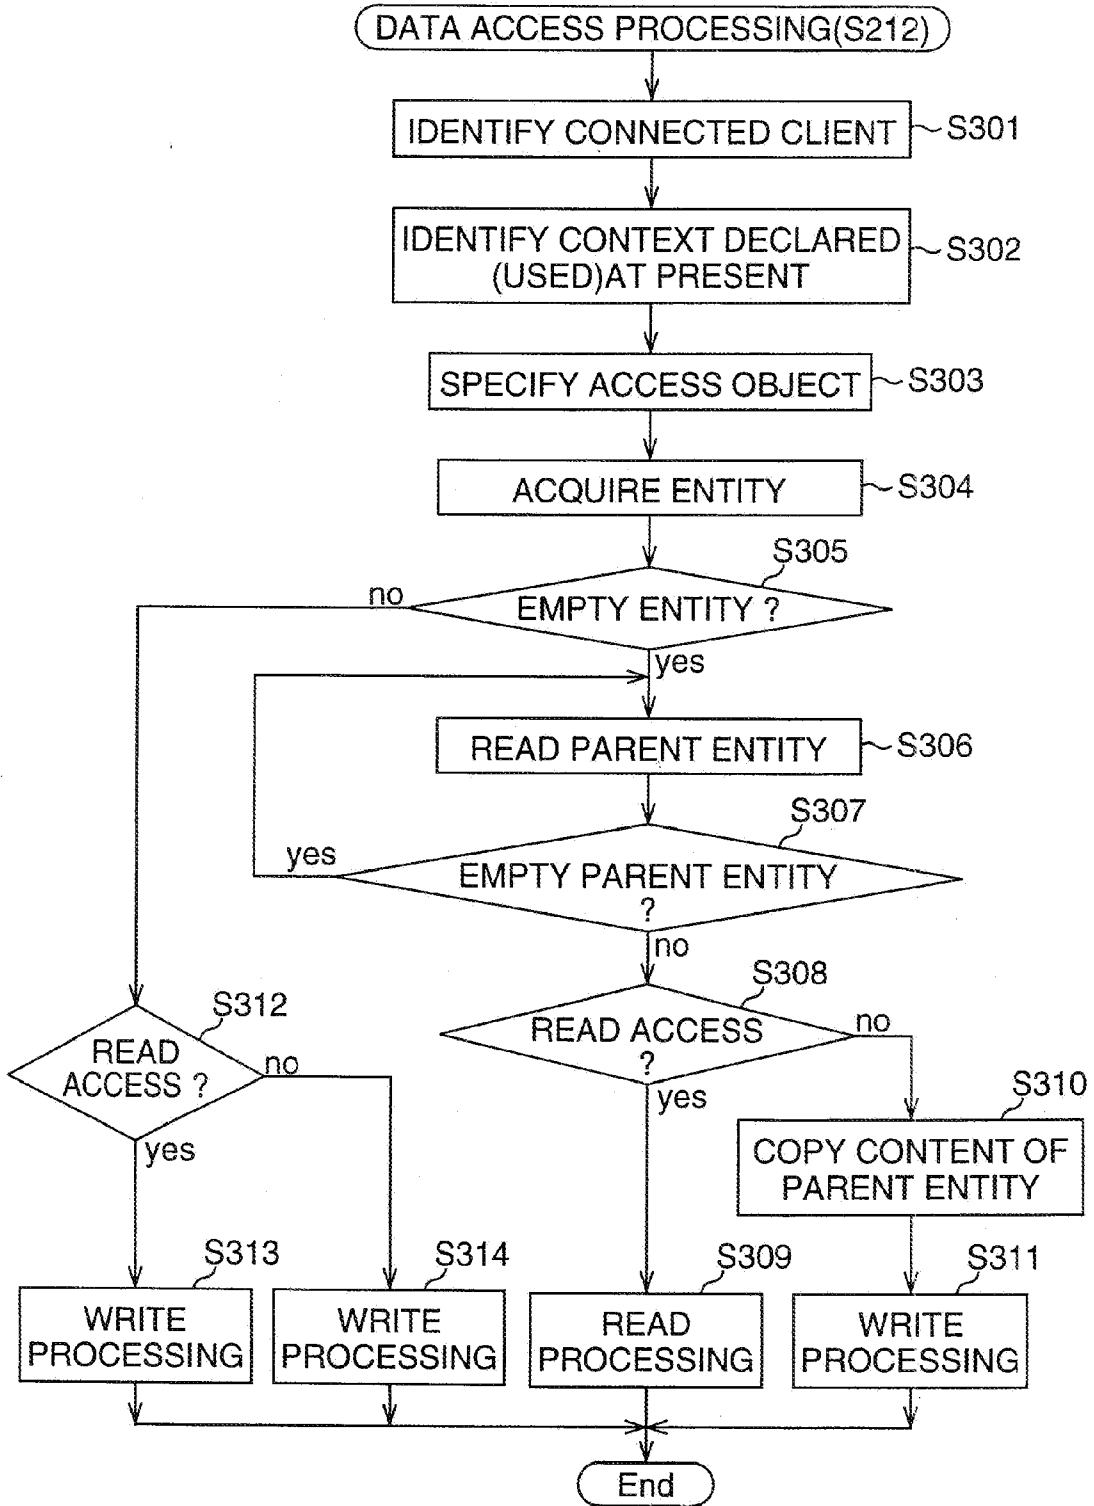 DATA ACCESS PROCESSING(S212)
IDENTIFY CONNECTED CLIENT
S301
IDENTIFY CONTEXT DECLARED
(USED)AT PRESENT
S302
SPECIFY ACCESS OBJECT
S303
ACQUIRE ENTITY
S304
S305
no
EMPTY ENTITY ?
yes
READ PARENT ENTITY
S306
S307
yes
EMPTY PARENT ENTITY
?
no
S308
READ ACCESS
?
no
yes
S312
READ
ACCESS ?
no
yes
S310
COPY CONTENT OF
PARENT ENTITY
S313
WRITE
PROCESSING
S314
WRITE
PROCESSING
S309
READ
PROCESSING
S311
WRITE
PROCESSING
End